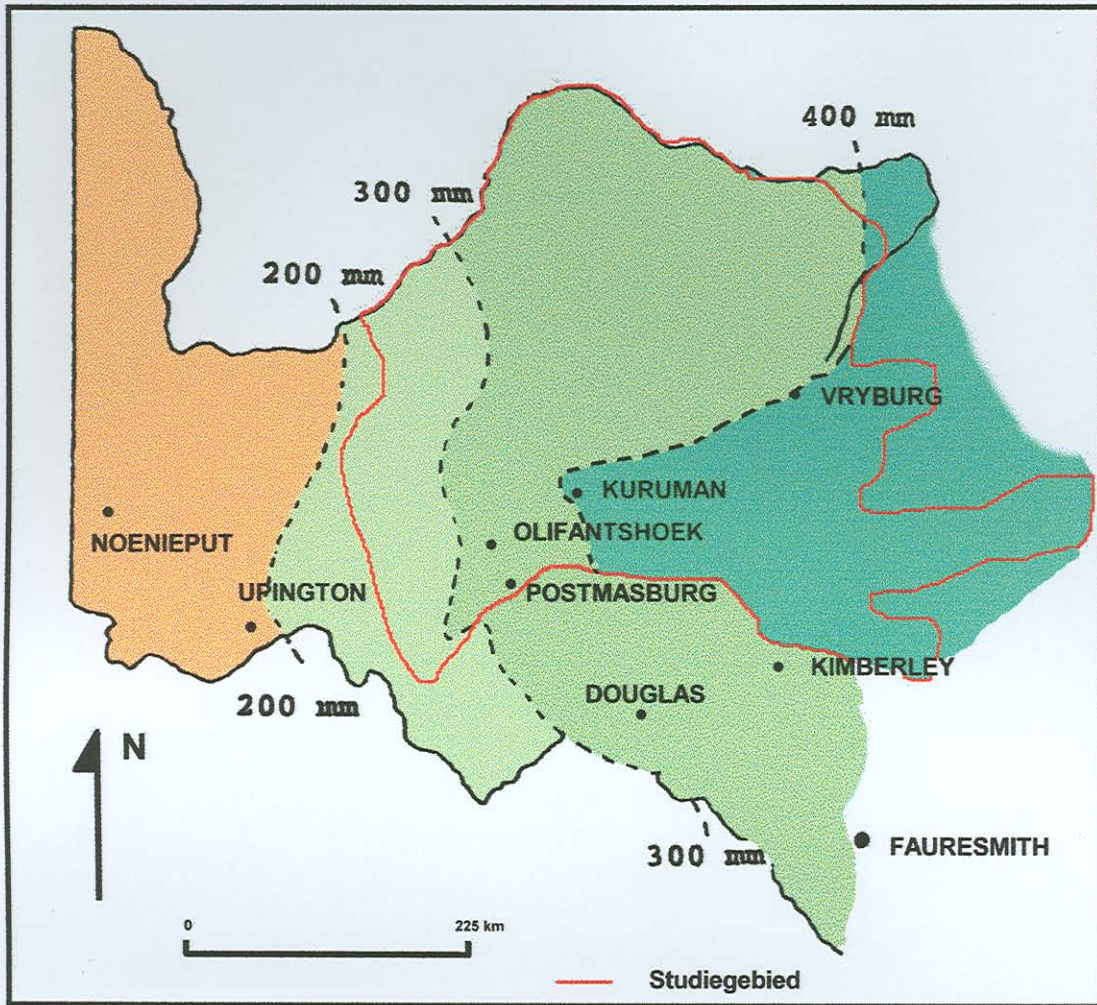 400 mm
300 mm
200 mm
VRYBURG
KURUMAN
NOENIEPUT
OLIFANTSHOEK
UPINGTON
POSTMASBURG
KIMBERLEY
DOUGLAS
200 mm
N
300 mm
FAURESMITH
0
225 km
Studiegebied